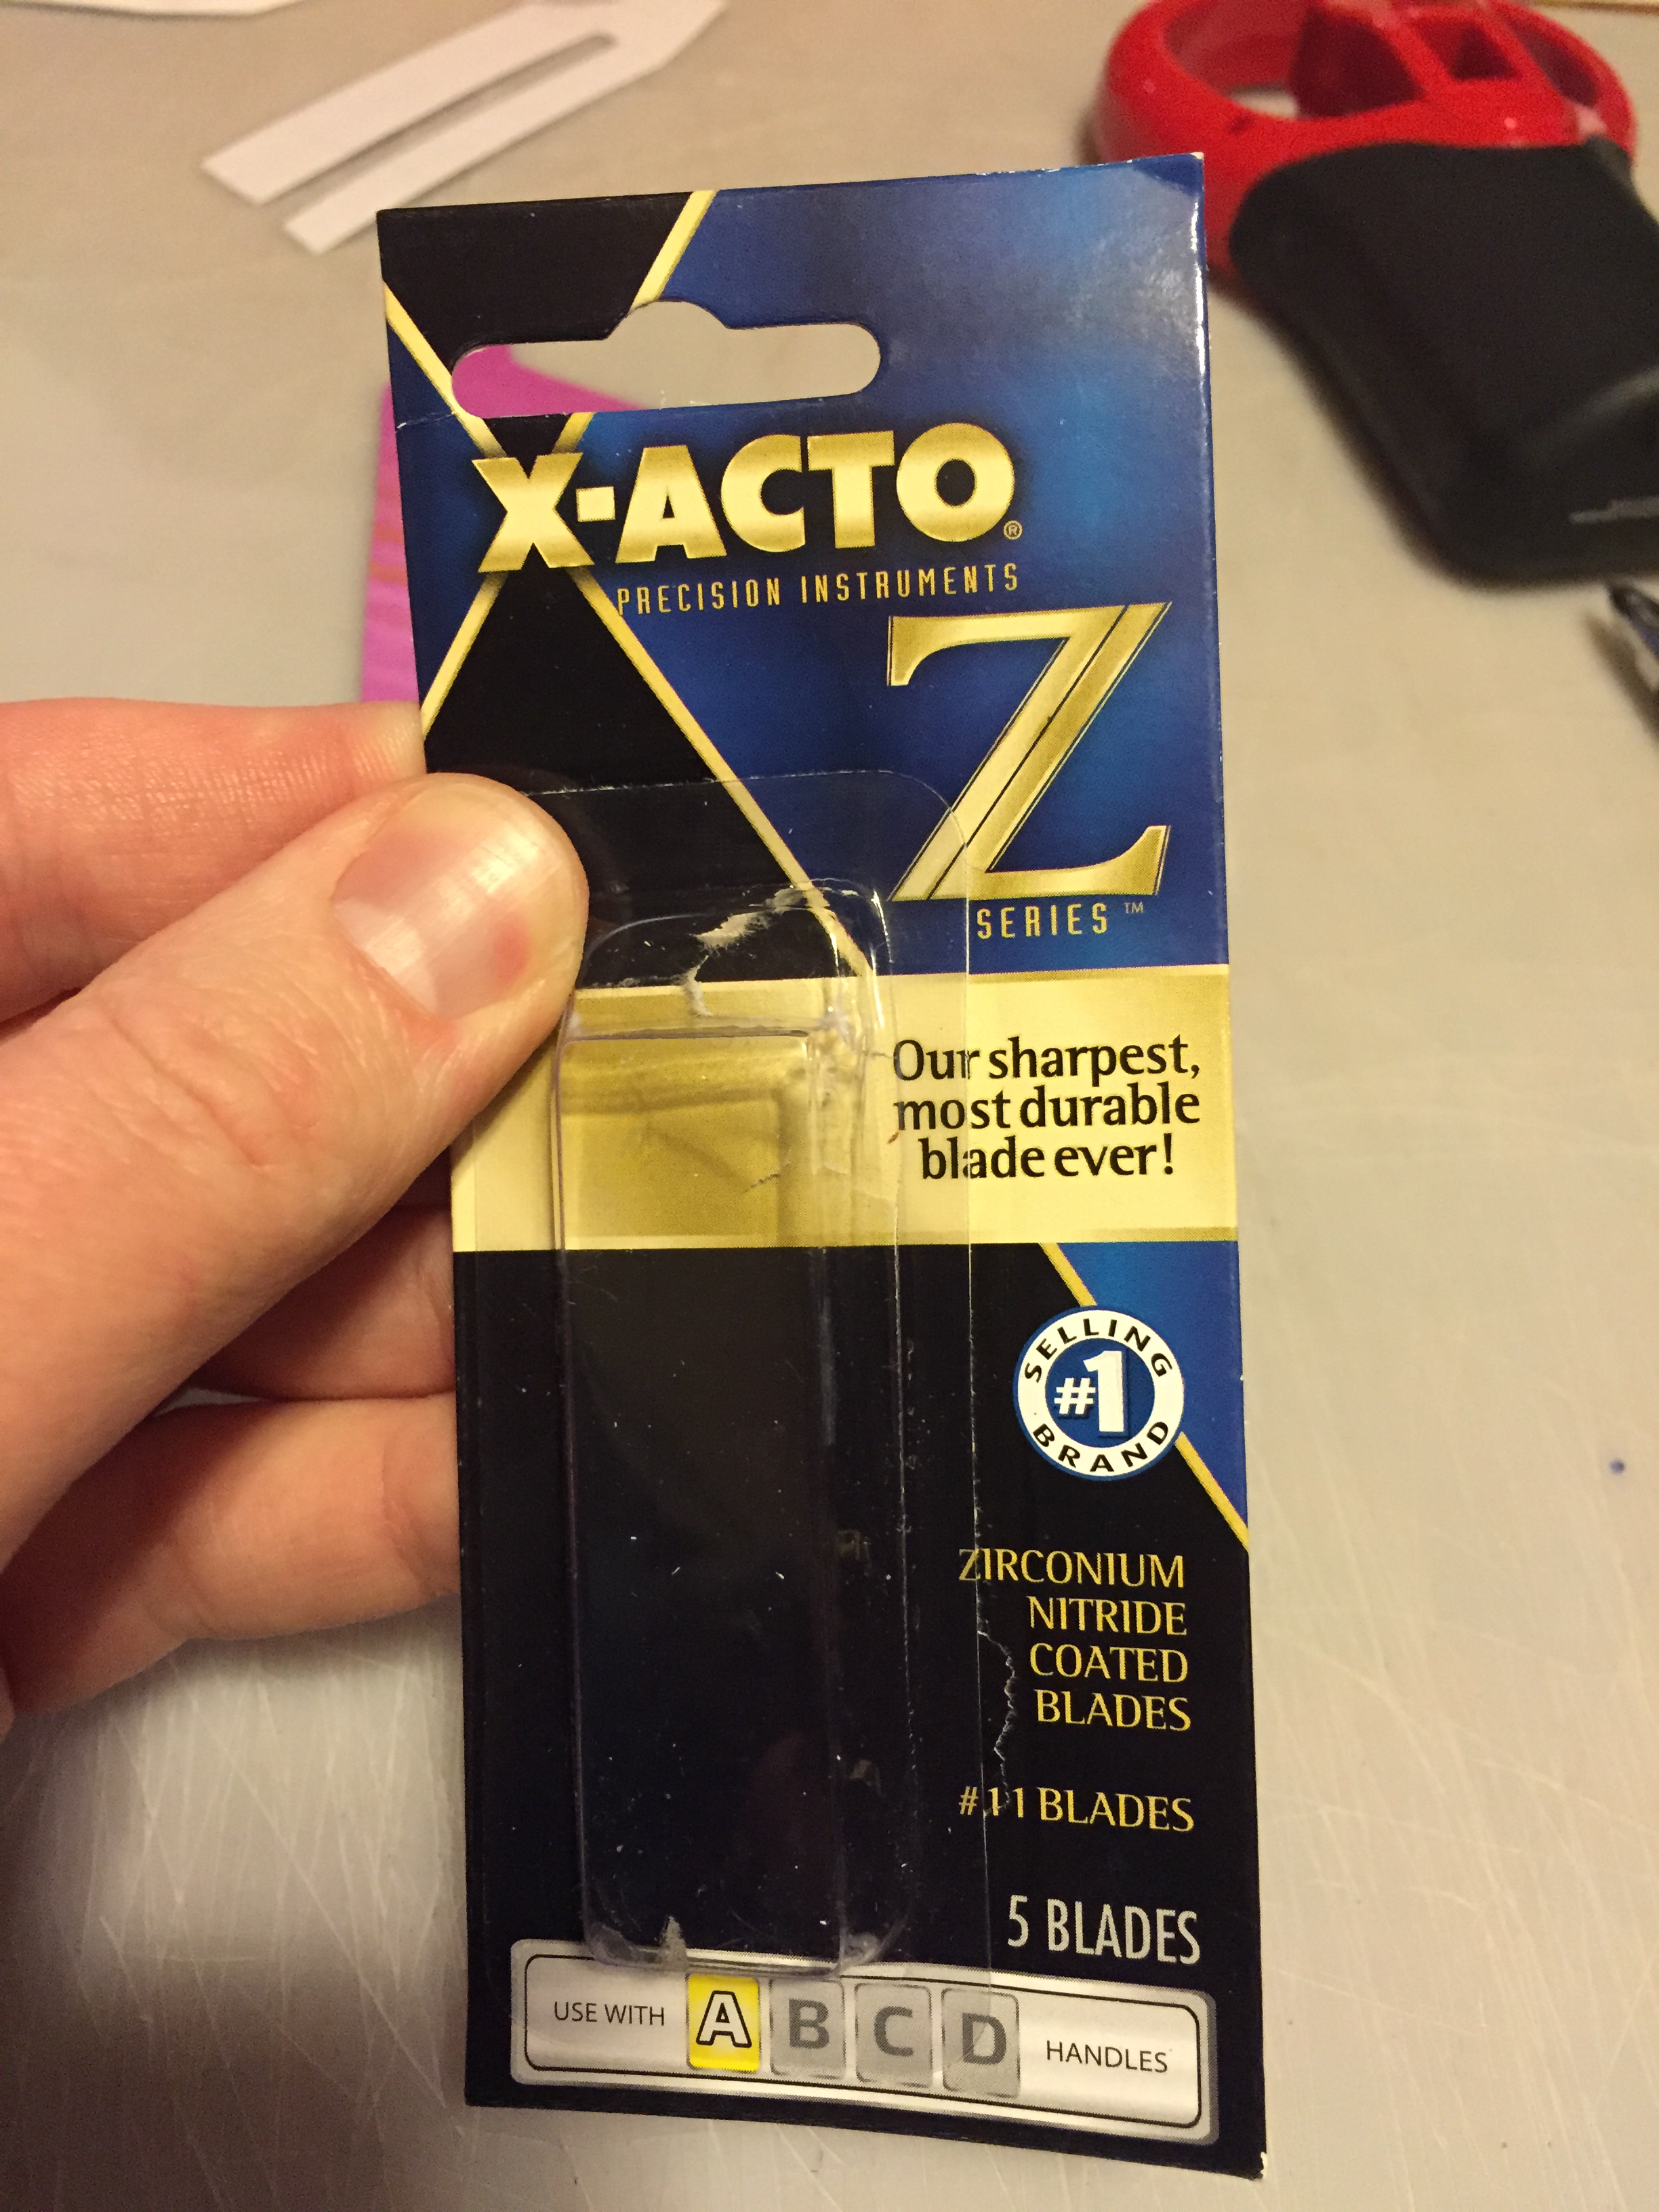 X-ACTO®
PRECISION INSTRUMENTS
Z
SERIES™
Our sharpest,
most durable
blade ever!
SELLING
#1
BRAND
ZIRCONIUM
NITRIDE
COATED
BLADES
#11 BLADES
5 BLADES
USE WITH A B C D HANDLES